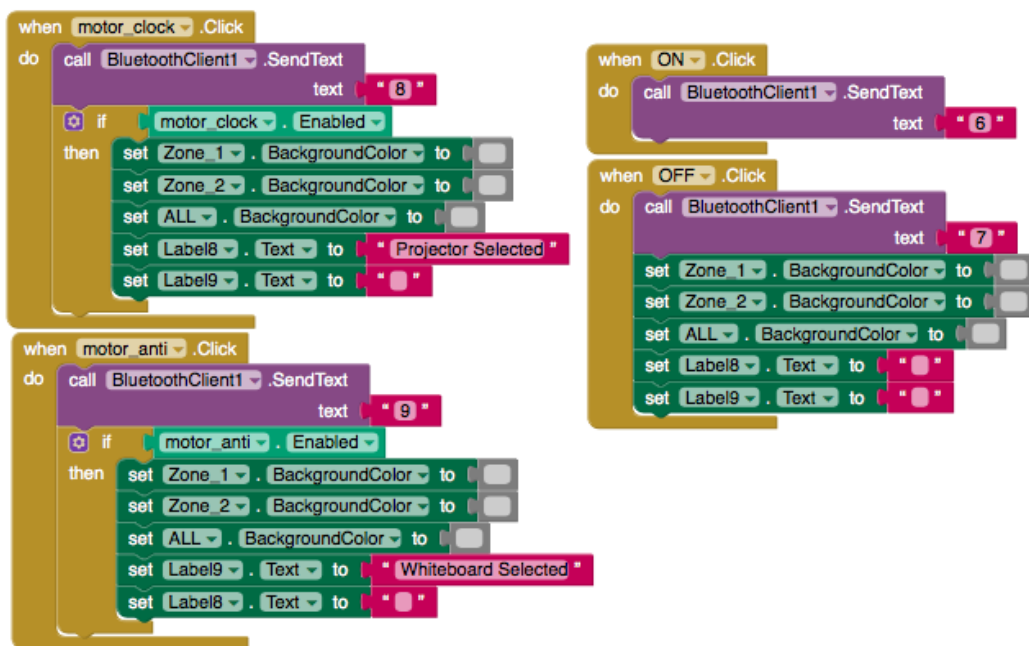 when motor_clock .Click
do call BluetoothClient1 .SendText
text " 8 "
if motor_clock . Enabled
then set Zone_1 . BackgroundColor to
set Zone_2 . BackgroundColor to
set ALL . BackgroundColor to
set Label8 . Text to " Projector Selected "
set Label9 . Text to " "
when motor_anti .Click
do call BluetoothClient1 .SendText
text " 9 "
if motor_anti . Enabled
then set Zone_1 . BackgroundColor to
set Zone_2 . BackgroundColor to
set ALL . BackgroundColor to
set Label9 . Text to " Whiteboard Selected "
set Label8 . Text to " "
when ON .Click
do call BluetoothClient1 .SendText
text " 6 "
when OFF .Click
do call BluetoothClient1 .SendText
text " 7 "
set Zone_1 . BackgroundColor to
set Zone_2 . BackgroundColor to
set ALL . BackgroundColor to
set Label8 . Text to " "
set Label9 . Text to " "